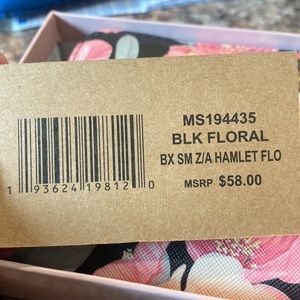 MS194435
BLK FLORAL
BX SM Z/A HAMLET FLO
MSRP $58.00
1 93624 19812 0